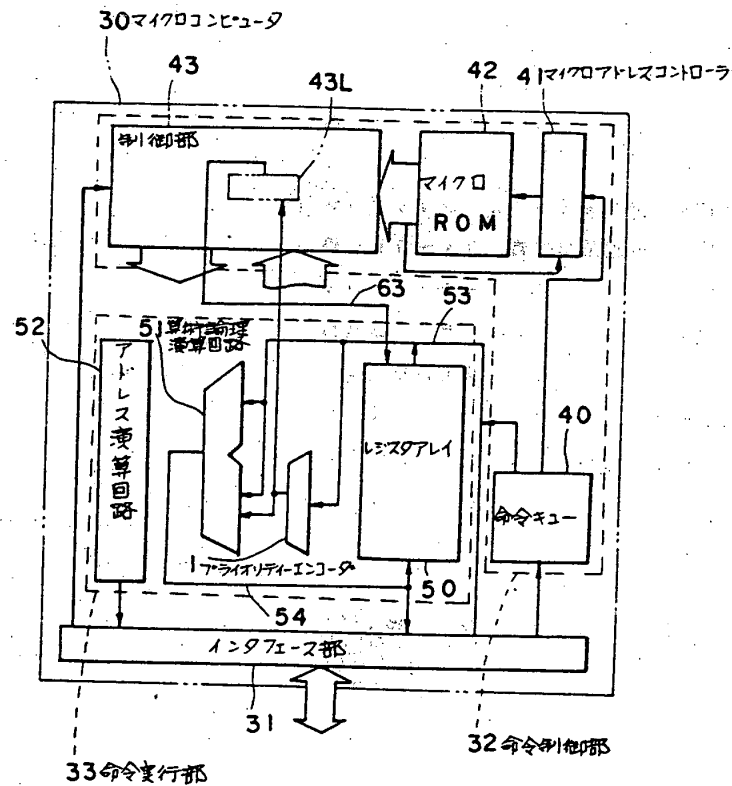 30マイクロコンピュータ
43
43L
42
41マイクロアドレスコントローラ
制御部
マイクロ
ROM
63
53
52
51算術論理
演算回路
アドレス演算回路
レジスタアレイ
40
命令キュー
1プライオリティーエンコーダ
50
54
インタフェース部
31
32命令制御部
33命令実行部